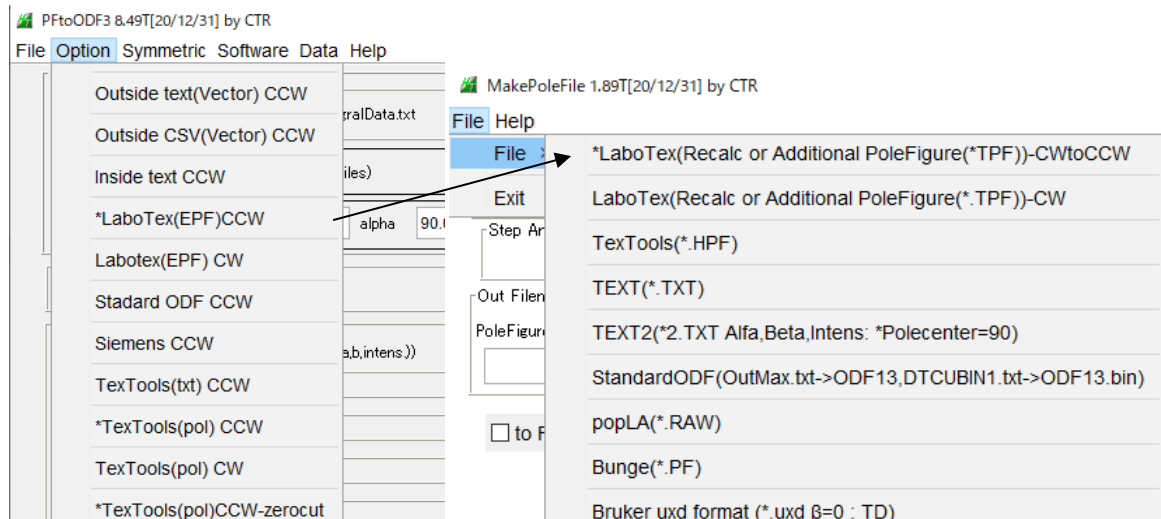 PFtoODF3 8.49T[20/12/31] by CTR
File Option Symmetric Software Data Help
Outside text(Vector) CCW
Outside CSV(Vector) CCW
Inside text CCW
*LaboTex(EPF)CCW
Labotex(EPF) CW
Stadard ODF CCW
Siemens CCW
TexTools(txt) CCW
*TexTools(pol) CCW
TexTools(pol) CW
*TexTools(pol)CCW-zerocut
gralData.txt
iles)
alpha 90.
a,b,intens.))
MakePoleFile 1.89T[20/12/31] by CTR
File Help
File
Exit
Step An
Out Filen
PoleFigur
to F
*LaboTex(Recalc or Additional PoleFigure(*TPF))-CWtoCCW
LaboTex(Recalc or Additional PoleFigure(*.TPF))-CW
TexTools(*.HPF)
TEXT(*.TXT)
TEXT2(*2.TXT Alfa,Beta,Intens: *Polecenter=90)
StandardODF(OutMax.txt->ODF13,DTCUBIN1.txt->ODF13.bin)
popLA(*.RAW)
Bunge(*.PF)
Bruker uxd format (*.uxd β=0 : TD)